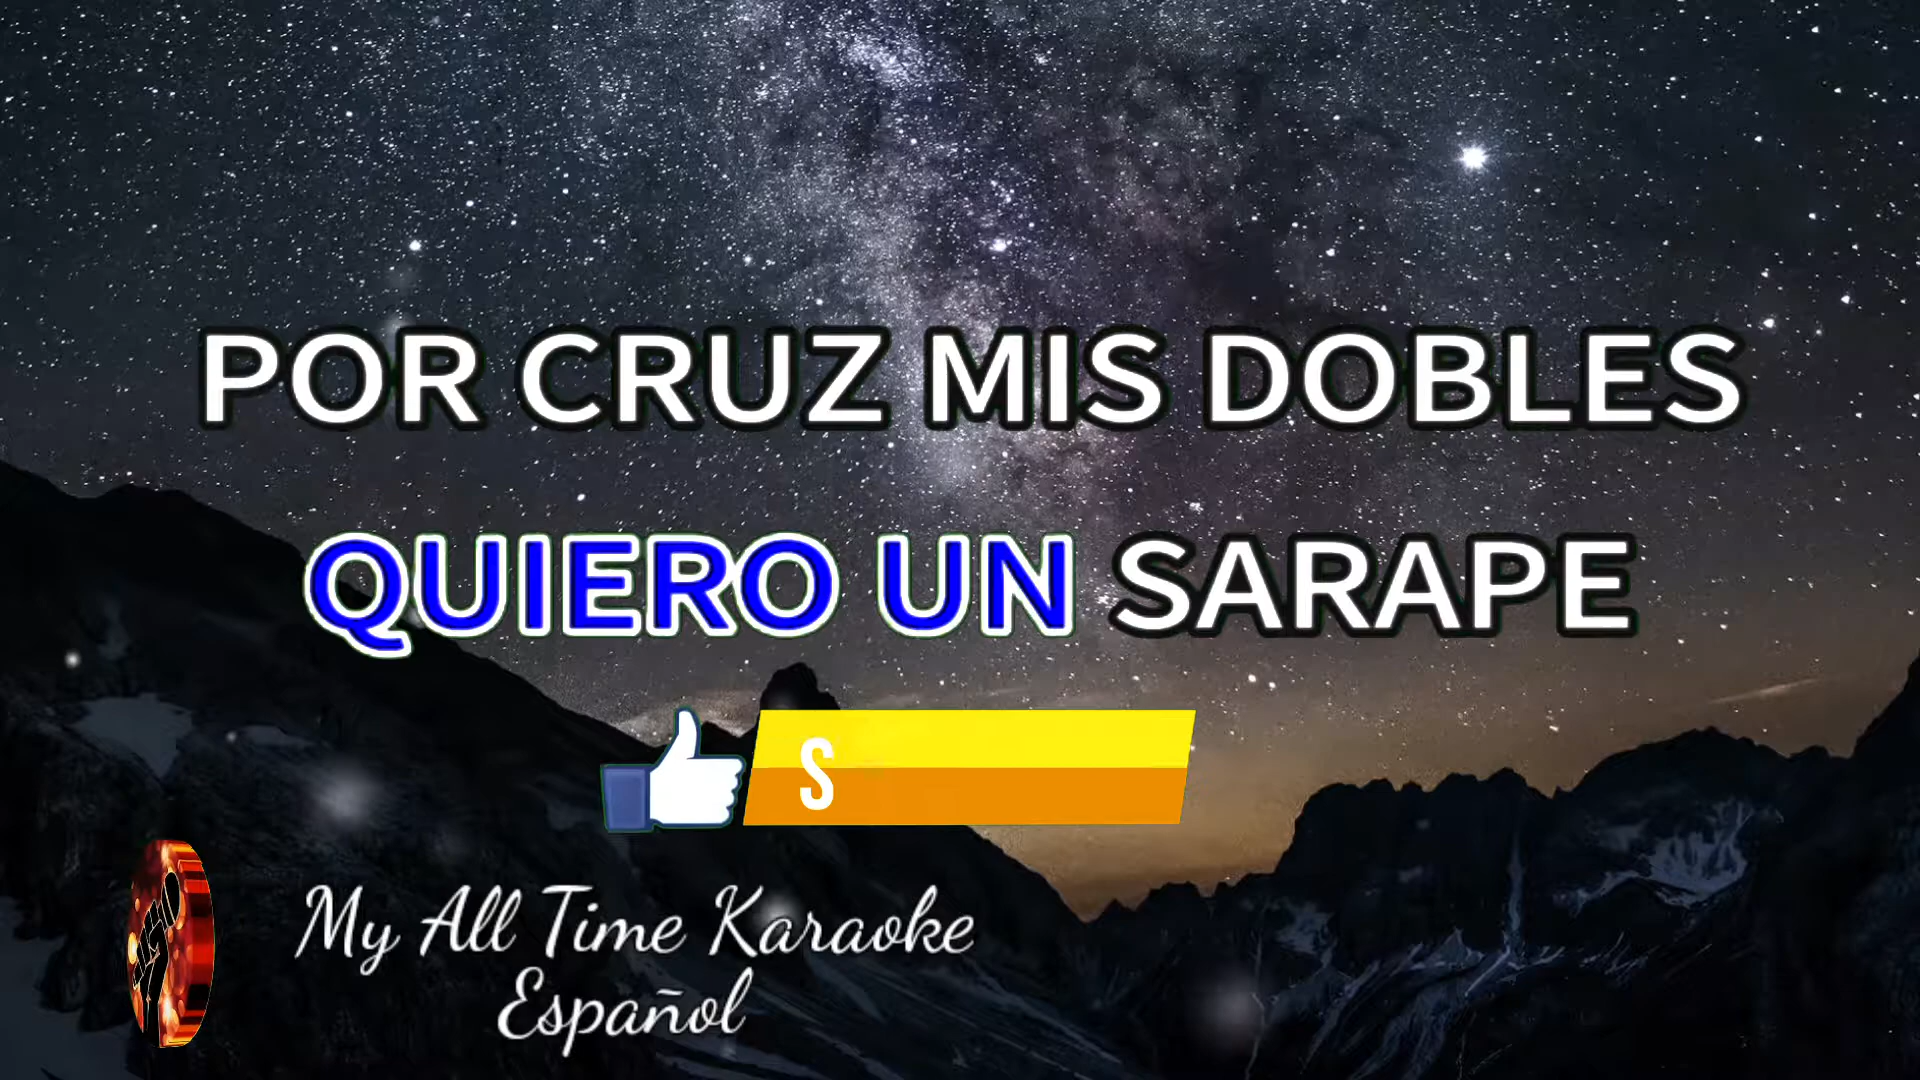 POR CRUZ MIS DOBLES
QUIERO UN SARAPE
S
My All Time Karaoke
Español